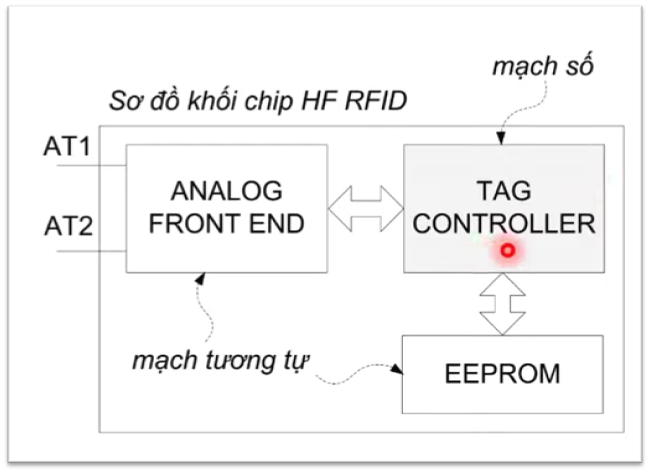 mạch số
Sơ đồ khối chip HF RFID
AT1
ANALOG
FRONT END
TAG
CONTROLLER
AT2
mạch tương tự
EEPROM